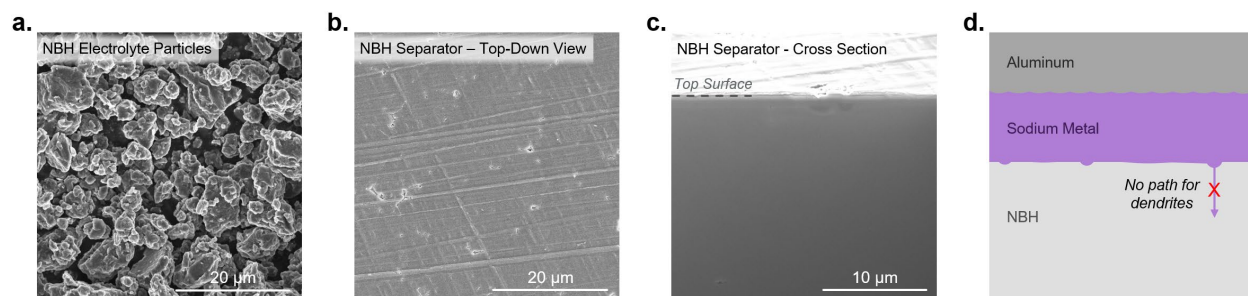 a.
NBH Electrolyte Particles
20 µm
b.
NBH Separator – Top-Down View
20 µm
c.
NBH Separator - Cross Section
Top Surface
10 µm
d.
Aluminum
Sodium Metal
No path for
dendrites
X
NBH